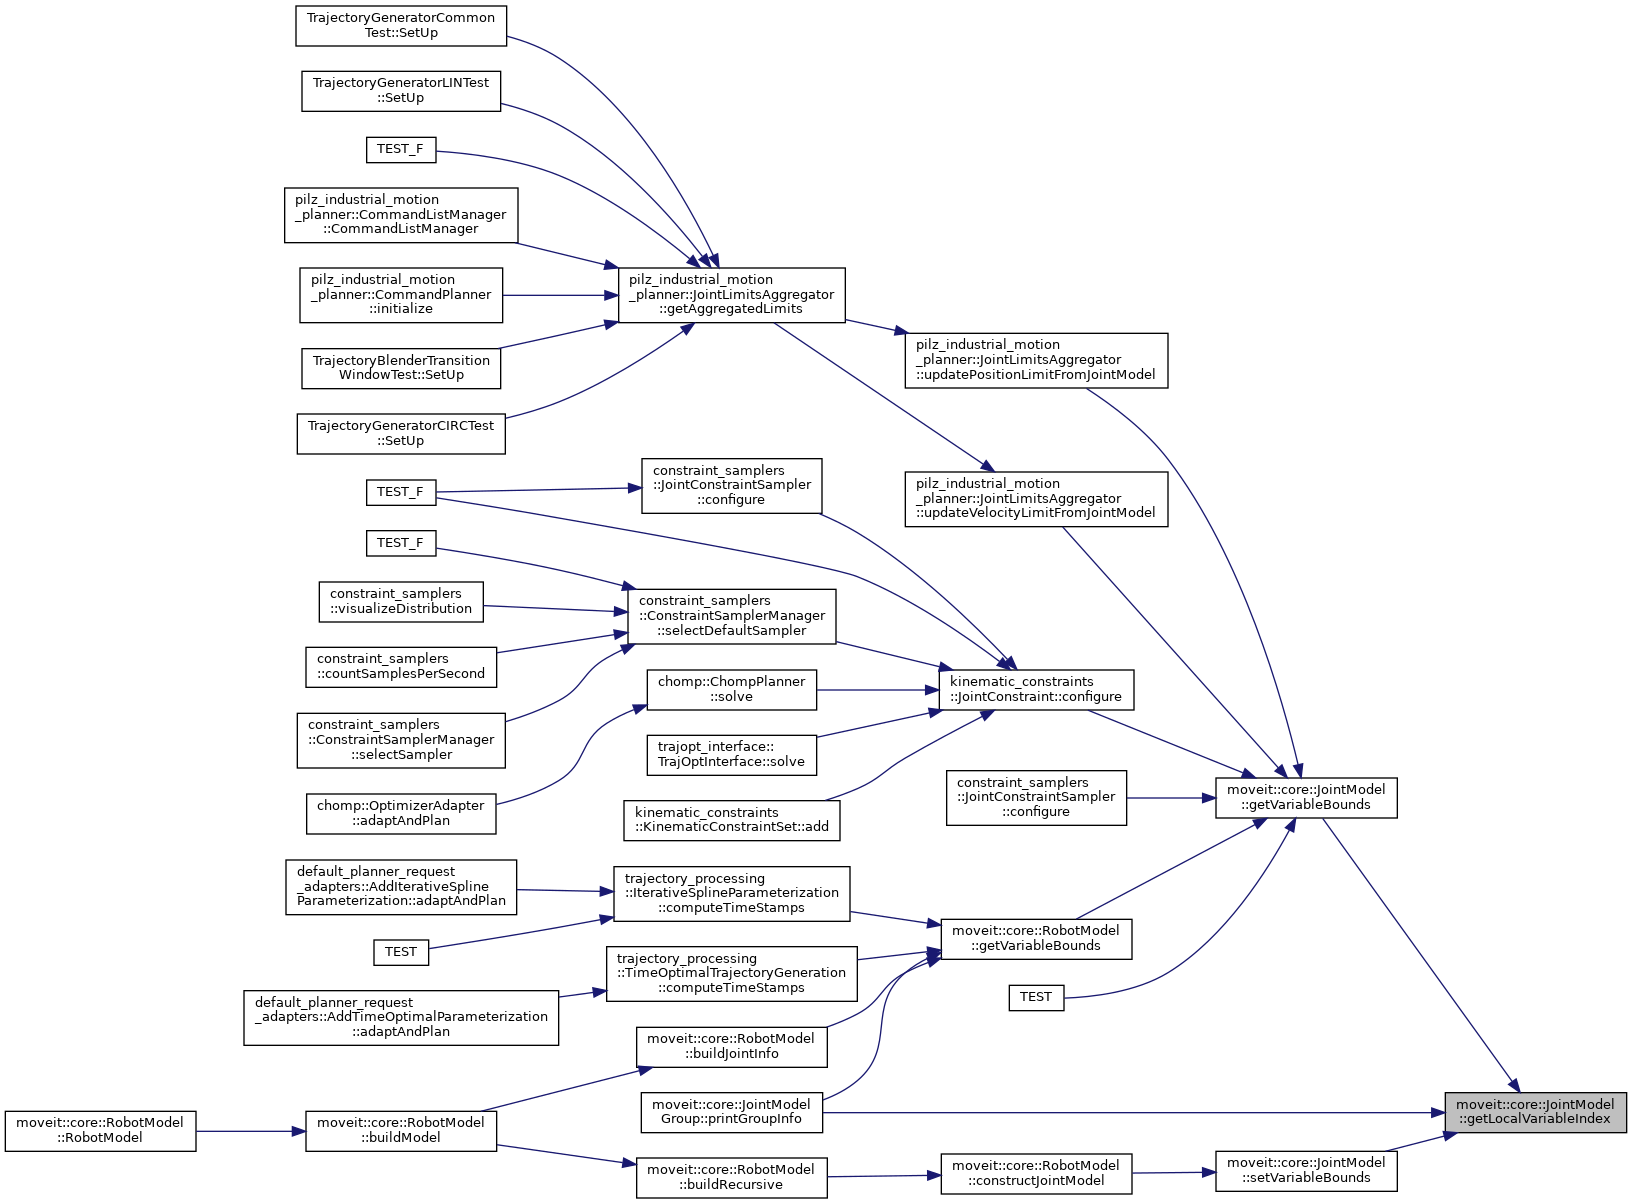 TrajectoryGeneratorCommon
Test::SetUp
TrajectoryGeneratorLINTest
::SetUp
TEST_F
pilz_industrial_motion
_planner::CommandListManager
::CommandListManager
pilz_industrial_motion
_planner::CommandPlanner
::initialize
TrajectoryBlenderTransition
WindowTest::SetUp
TrajectoryGeneratorCIRCTest
::SetUp
pilz_industrial_motion
_planner::JointLimitsAggregator
::getAggregatedLimits
pilz_industrial_motion
_planner::JointLimitsAggregator
::updatePositionLimitFromJointModel
pilz_industrial_motion
_planner::JointLimitsAggregator
::updateVelocityLimitFromJointModel
constraint_samplers
::JointConstraintSampler
::configure
TEST_F
TEST_F
constraint_samplers
::visualizeDistribution
constraint_samplers
::countSamplesPerSecond
constraint_samplers
::ConstraintSamplerManager
::selectSampler
constraint_samplers
::ConstraintSamplerManager
::selectDefaultSampler
chomp::ChompPlanner
::solve
trajopt_interface::
TrajOptInterface::solve
kinematic_constraints
::KinematicConstraintSet::add
chomp::OptimizerAdapter
::adaptAndPlan
kinematic_constraints
::JointConstraint::configure
constraint_samplers
::JointConstraintSampler
::configure
moveit::core::JointModel
::getVariableBounds
default_planner_request
_adapters::AddIterativeSpline
Parameterization::adaptAndPlan
TEST
trajectory_processing
::IterativeSplineParameterization
::computeTimeStamps
trajectory_processing
::TimeOptimalTrajectoryGeneration
::computeTimeStamps
default_planner_request
_adapters::AddTimeOptimalParameterization
::adaptAndPlan
moveit::core::RobotModel
::getVariableBounds
TEST
moveit::core::RobotModel
::buildJointInfo
moveit::core::JointModel
Group::printGroupInfo
moveit::core::RobotModel
::RobotModel
moveit::core::RobotModel
::buildModel
moveit::core::RobotModel
::buildRecursive
moveit::core::RobotModel
::constructJointModel
moveit::core::JointModel
::setVariableBounds
moveit::core::JointModel
::getLocalVariableIndex